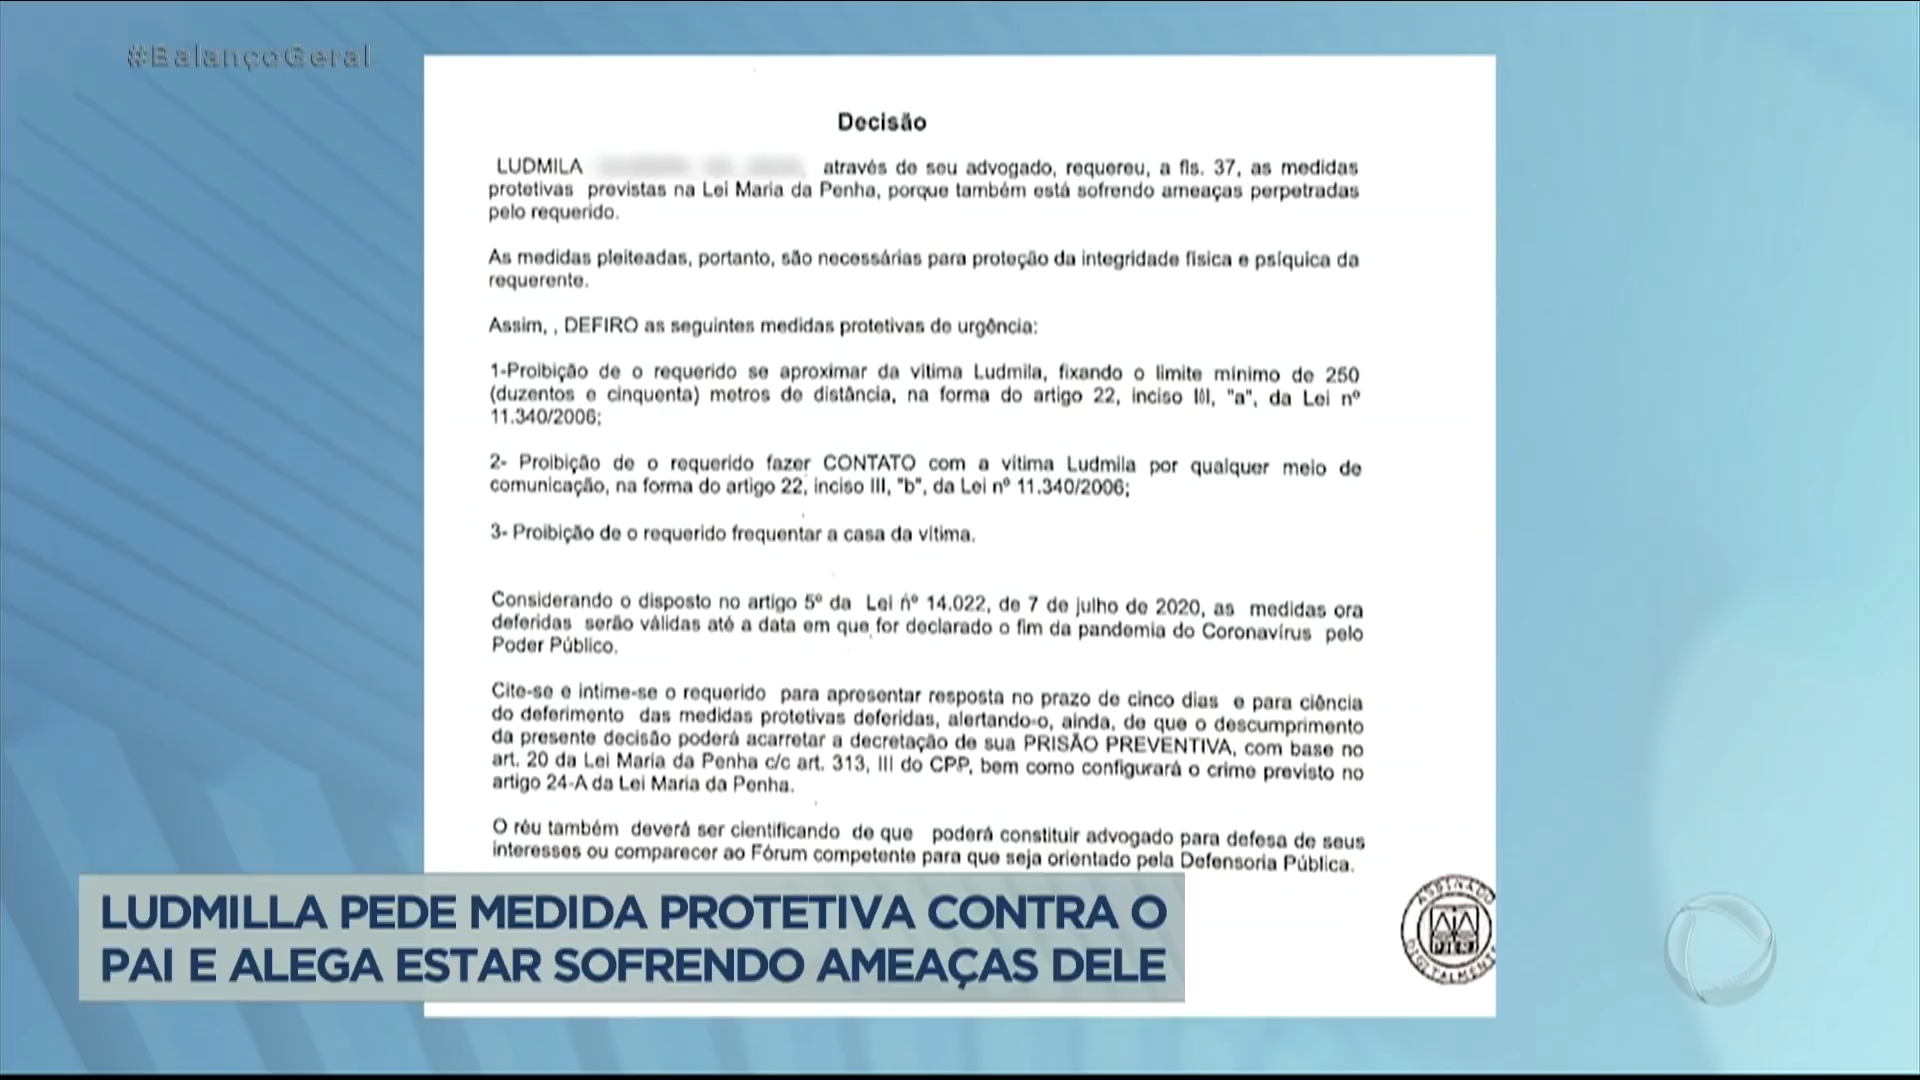 #BalançoGeral
Decisão
LUDMILA através de seu advogado, requereu, a fls. 37, as medidas
protetivas previstas na Lei Maria da Penha, porque também está sofrendo ameaças perpetradas
pelo requerido.
As medidas pleiteadas, portanto, são necessárias para proteção da integridade física e psíquica da
requerente.
Assim, , DEFIRO as seguintes medidas protetivas de urgência:
1-Proibição de o requerido se aproximar da vítima Ludmila, fixando o limite mínimo de 250
(duzentos e cinquenta) metros de distância, na forma do artigo 22, inciso III, "a", da Lei nº
11.340/2006;
2- Proibição de o requerido fazer CONTATO com a vítima Ludmila por qualquer meio de
comunicação, na forma do artigo 22, inciso III, "b", da Lei nº 11.340/2006;
3- Proibição de o requerido frequentar a casa da vítima.
Considerando o disposto no artigo 5º da Lei nº 14.022, de 7 de julho de 2020, as medidas ora
deferidas serão válidas até a data em que for declarado o fim da pandemia do Coronavírus pelo
Poder Público.
Cite-se e intime-se o requerido para apresentar resposta no prazo de cinco dias e para ciência
do deferimento das medidas protetivas deferidas, alertando-o, ainda, de que o descumprimento
da presente decisão poderá acarretar a decretação de sua PRISÃO PREVENTIVA, com base no
art. 20 da Lei Maria da Penha c/c art. 313, III do CPP, bem como configurará o crime previsto no
artigo 24-A da Lei Maria da Penha.
O réu também deverá ser cientificando de que poderá constituir advogado para defesa de seus
interesses ou comparecer ao Fórum competente para que seja orientado pela Defensoria Pública.
ASSINADO
PJERJ
DIGITALMENTE
LUDMILLA PEDE MEDIDA PROTETIVA CONTRA O
PAI E ALEGA ESTAR SOFRENDO AMEAÇAS DELE